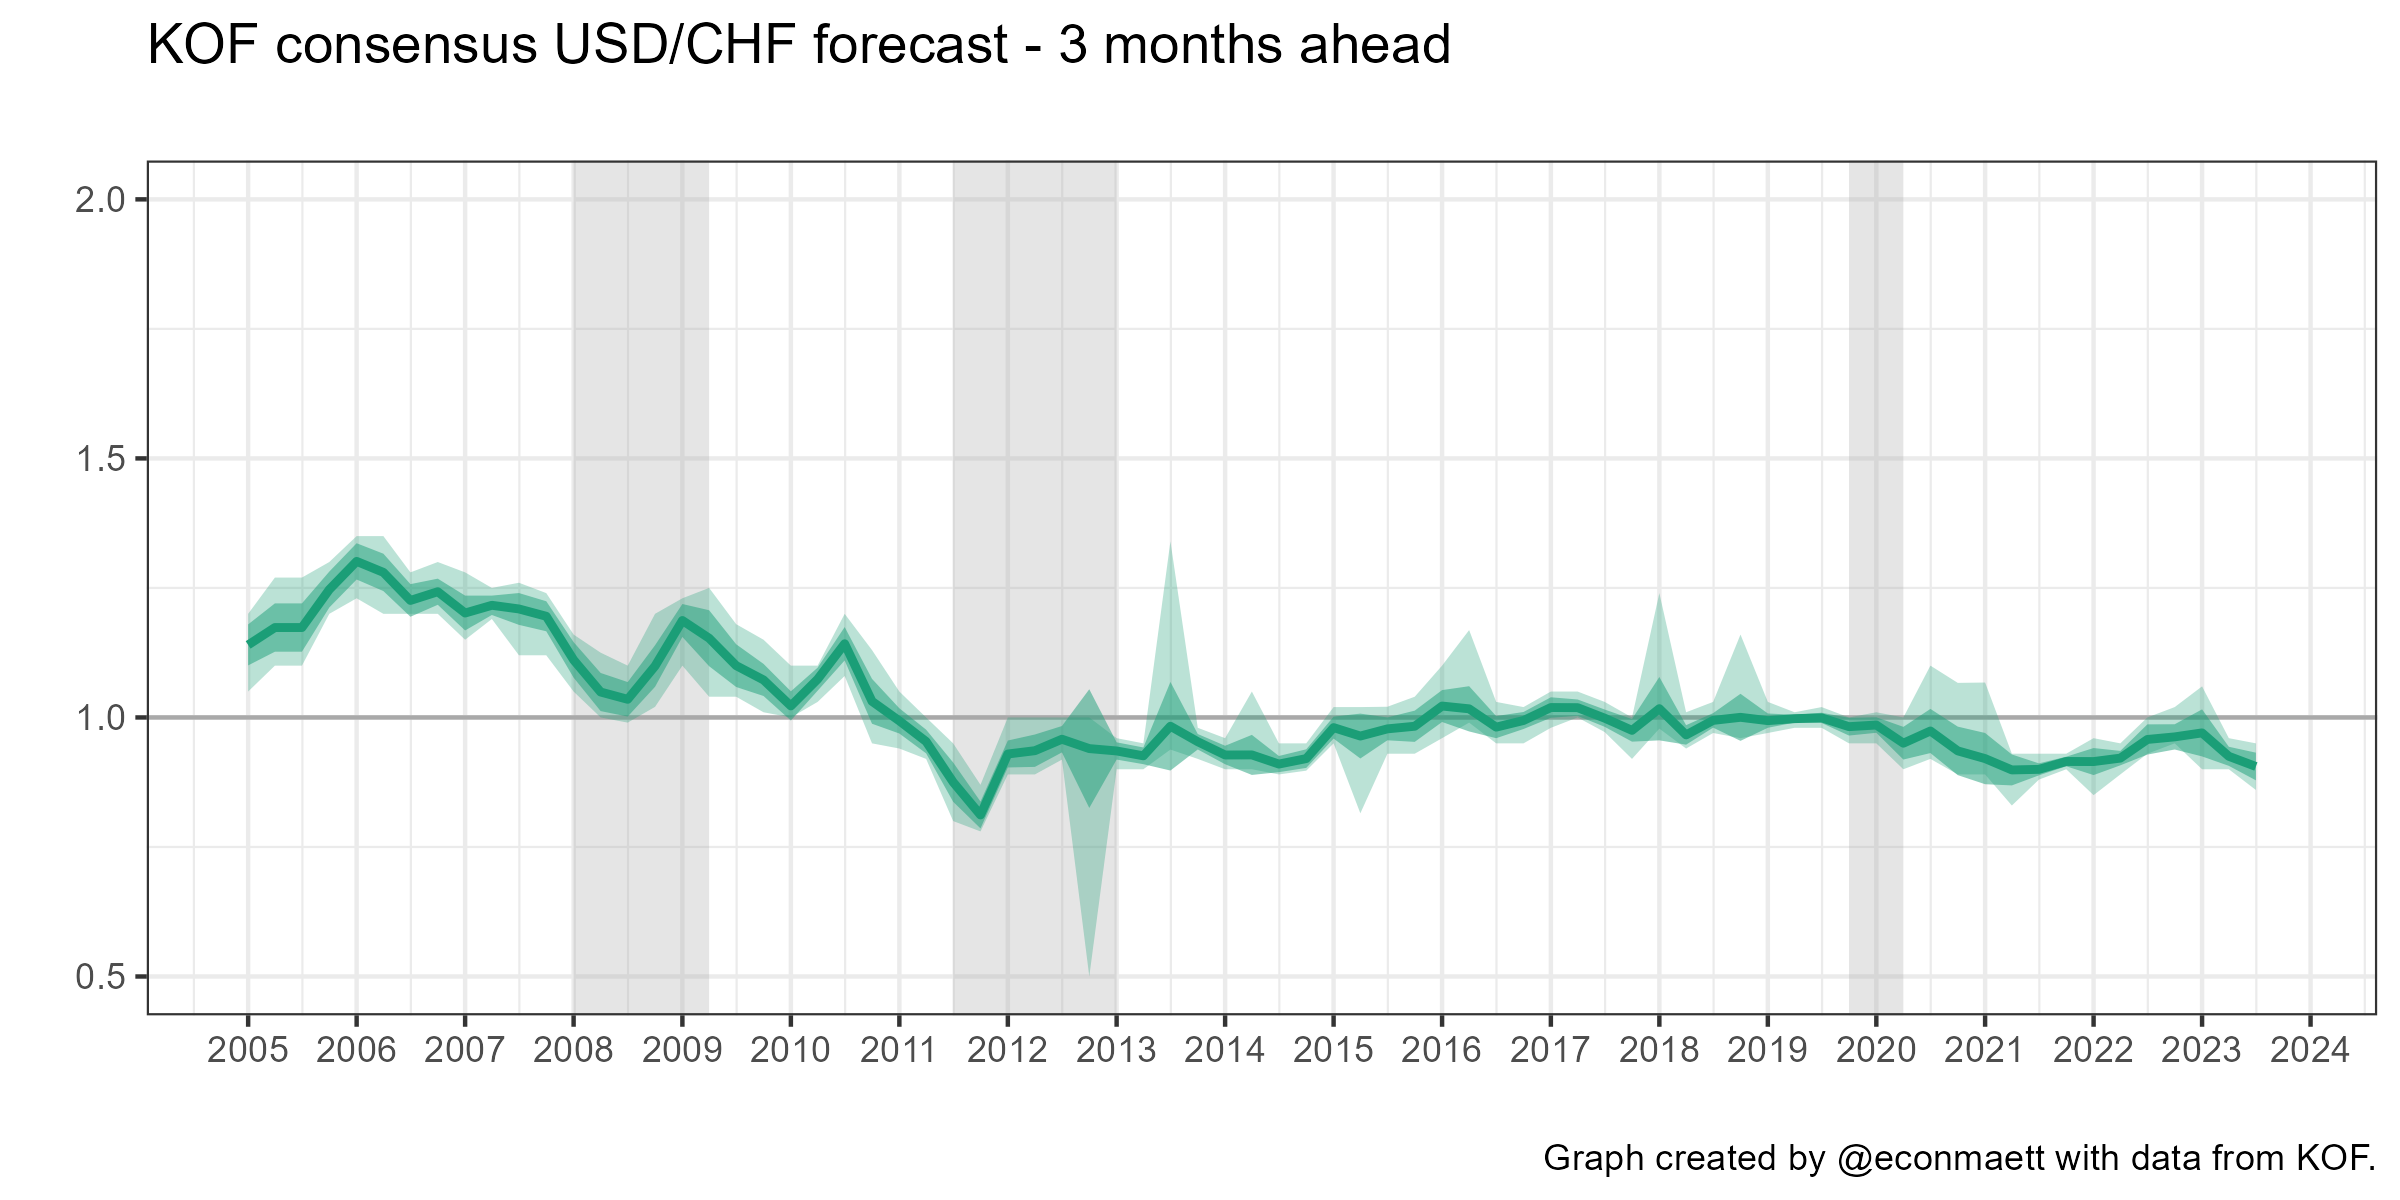 KOF consensus USD/CHF forecast - 3 months ahead
2.0
1.5
1.0
0.5
2005 2006 2007 2008 2009 2010 2011 2012 2013 2014 2015 2016 2017 2018 2019 2020 2021 2022 2023 2024
Graph created by @econmaett with data from KOF.